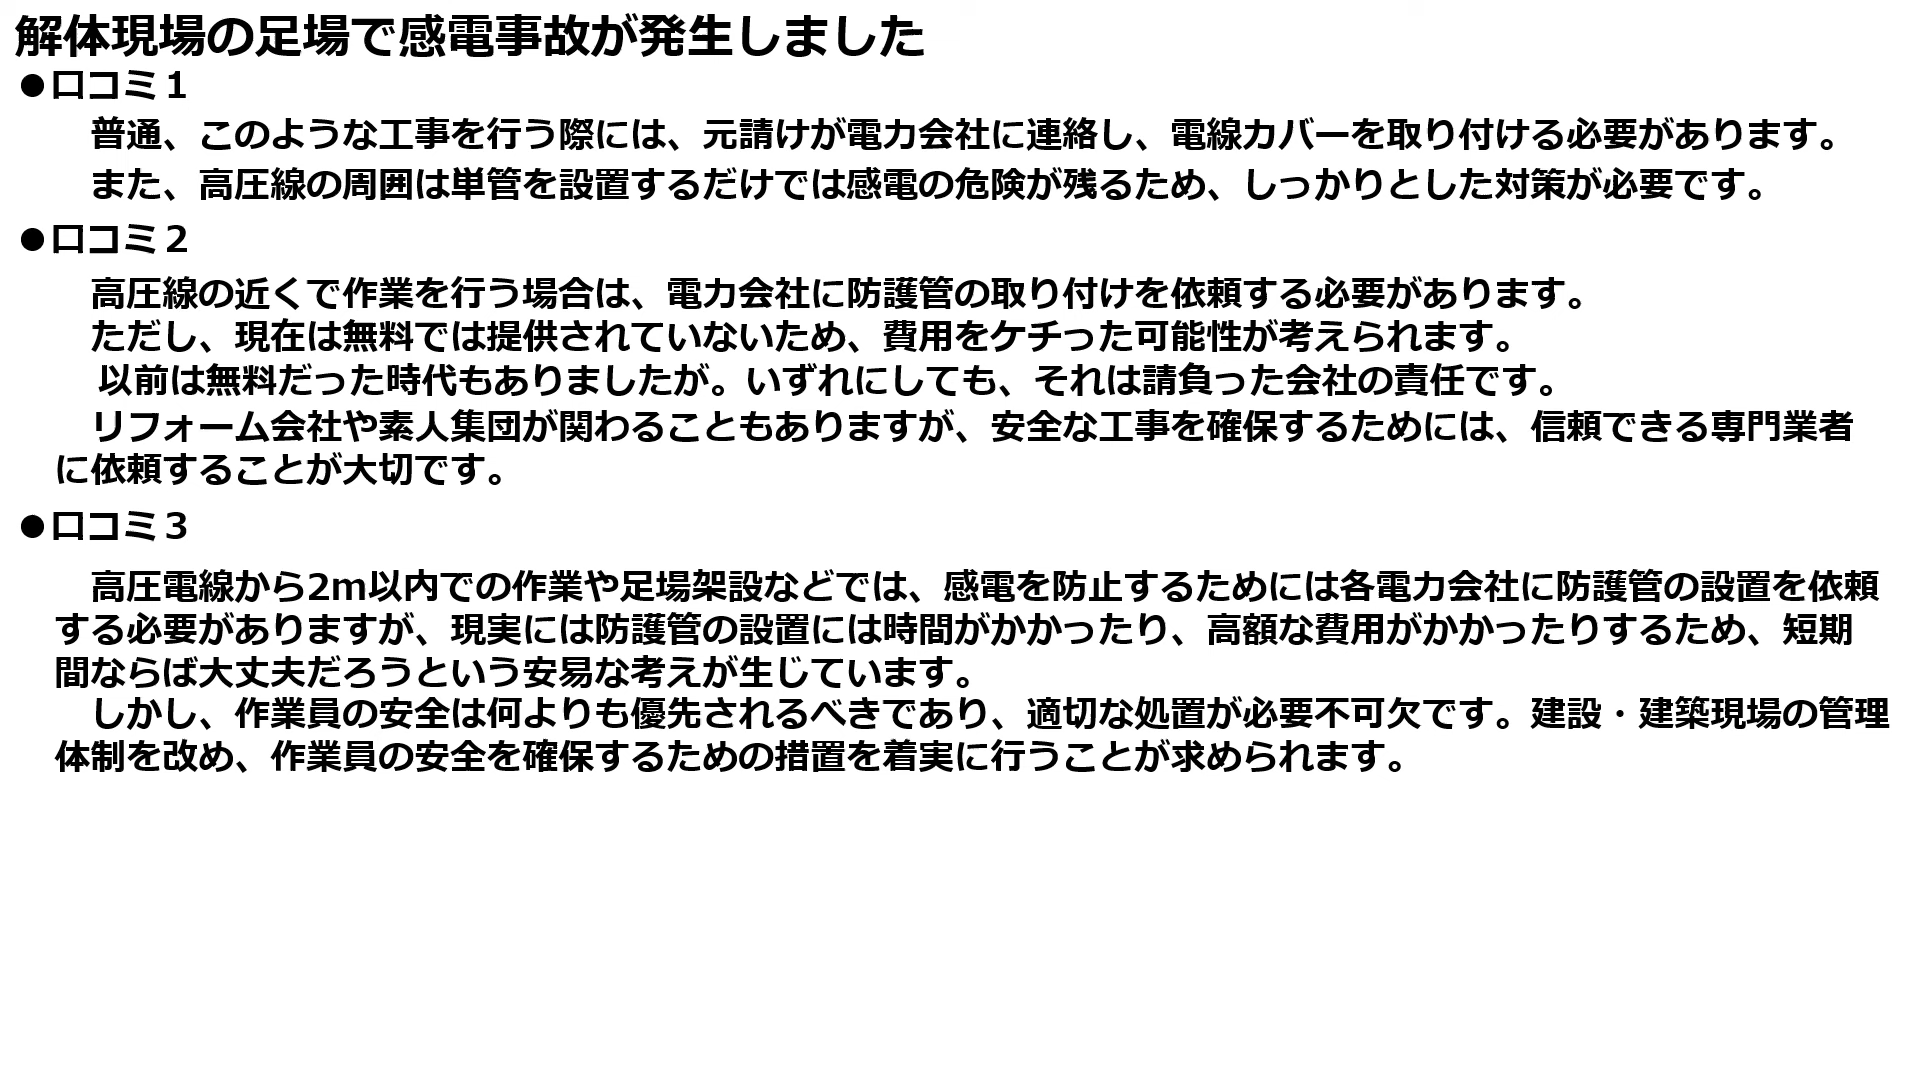 解体現場の足場で感電事故が発生しました
●口コミ１
普通、このような工事を行う際には、元請けが電力会社に連絡し、電線カバーを取り付ける必要があります。
また、高圧線の周囲は単管を設置するだけでは感電の危険が残るため、しっかりとした対策が必要です。
●口コミ２
高圧線の近くで作業を行う場合は、電力会社に防護管の取り付けを依頼する必要があります。
ただし、現在は無料では提供されていないため、費用をケチった可能性が考えられます。
以前は無料だった時代もありましたが。いずれにしても、それは請負った会社の責任です。
リフォーム会社や素人集団が関わることもありますが、安全な工事を確保するためには、信頼できる専門業者
に依頼することが大切です。
●口コミ３
高圧電線から2m以内での作業や足場架設などでは、感電を防止するためには各電力会社に防護管の設置を依頼
する必要がありますが、現実には防護管の設置には時間がかかったり、高額な費用がかかったりするため、短期
間ならば大丈夫だろうという安易な考えが生じています。
しかし、作業員の安全は何よりも優先されるべきであり、適切な処置が必要不可欠です。建設・建築現場の管理
体制を改め、作業員の安全を確保するための措置を着実に行うことが求められます。